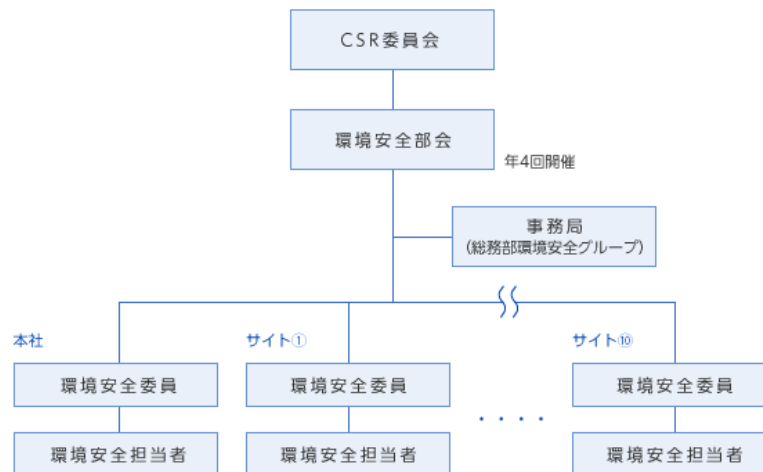 CSR委員会
環境安全部会
年4回開催
事務局
(総務部環境安全グループ)
本社
サイト①
サイト⑩
環境安全委員
環境安全委員
環境安全委員
・・・・
環境安全担当者
環境安全担当者
環境安全担当者